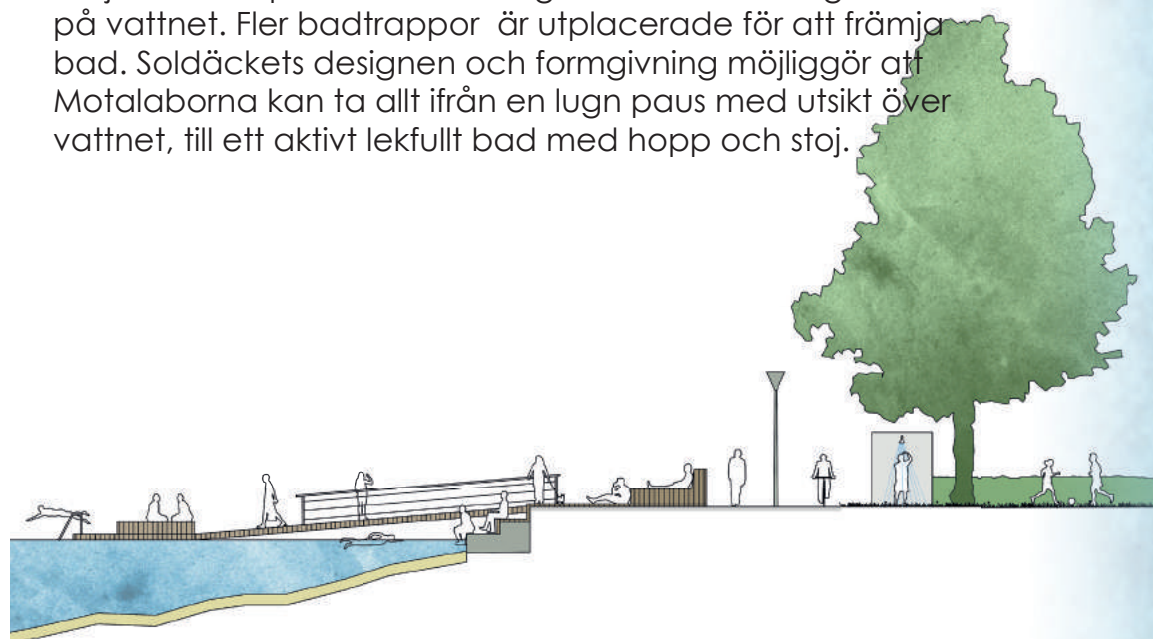 på vattnet. Fler badtrappor  är utplacerade för att främja
bad. Soldäckets designen och formgivning möjliggör att
Motalaborna kan ta allt ifrån en lugn paus med utsikt över
vattnet, till ett aktivt lekfullt bad med hopp och stoj.